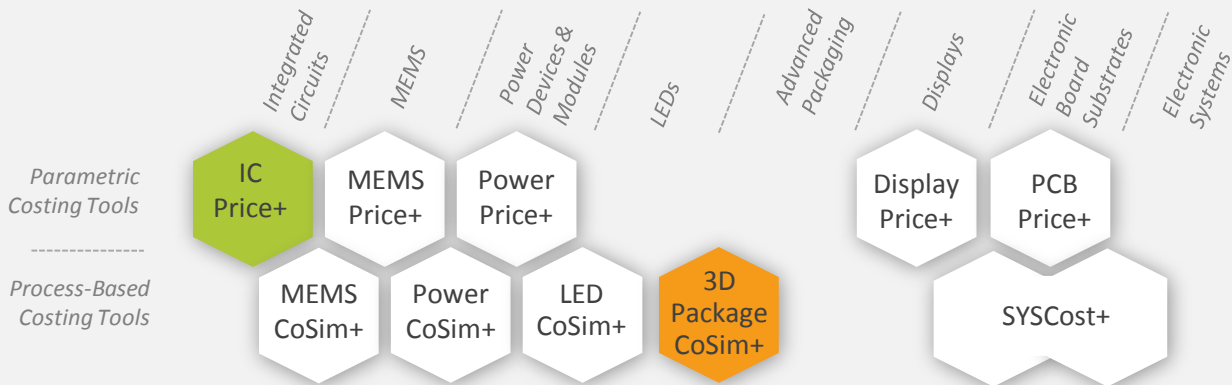 Integrated
Circuits
MEMS
Power
Devices &
Modules
LEDs
Advanced
Packaging
Displays
Electronic
Board
Substrates
Electronic
Systems
Parametric
Costing Tools
IC
Price+
MEMS
Price+
Power
Price+
Display
Price+
PCB
Price+
Process-Based
Costing Tools
MEMS
CoSim+
Power
CoSim+
LED
CoSim+
3D
Package
CoSim+
SYSCost+